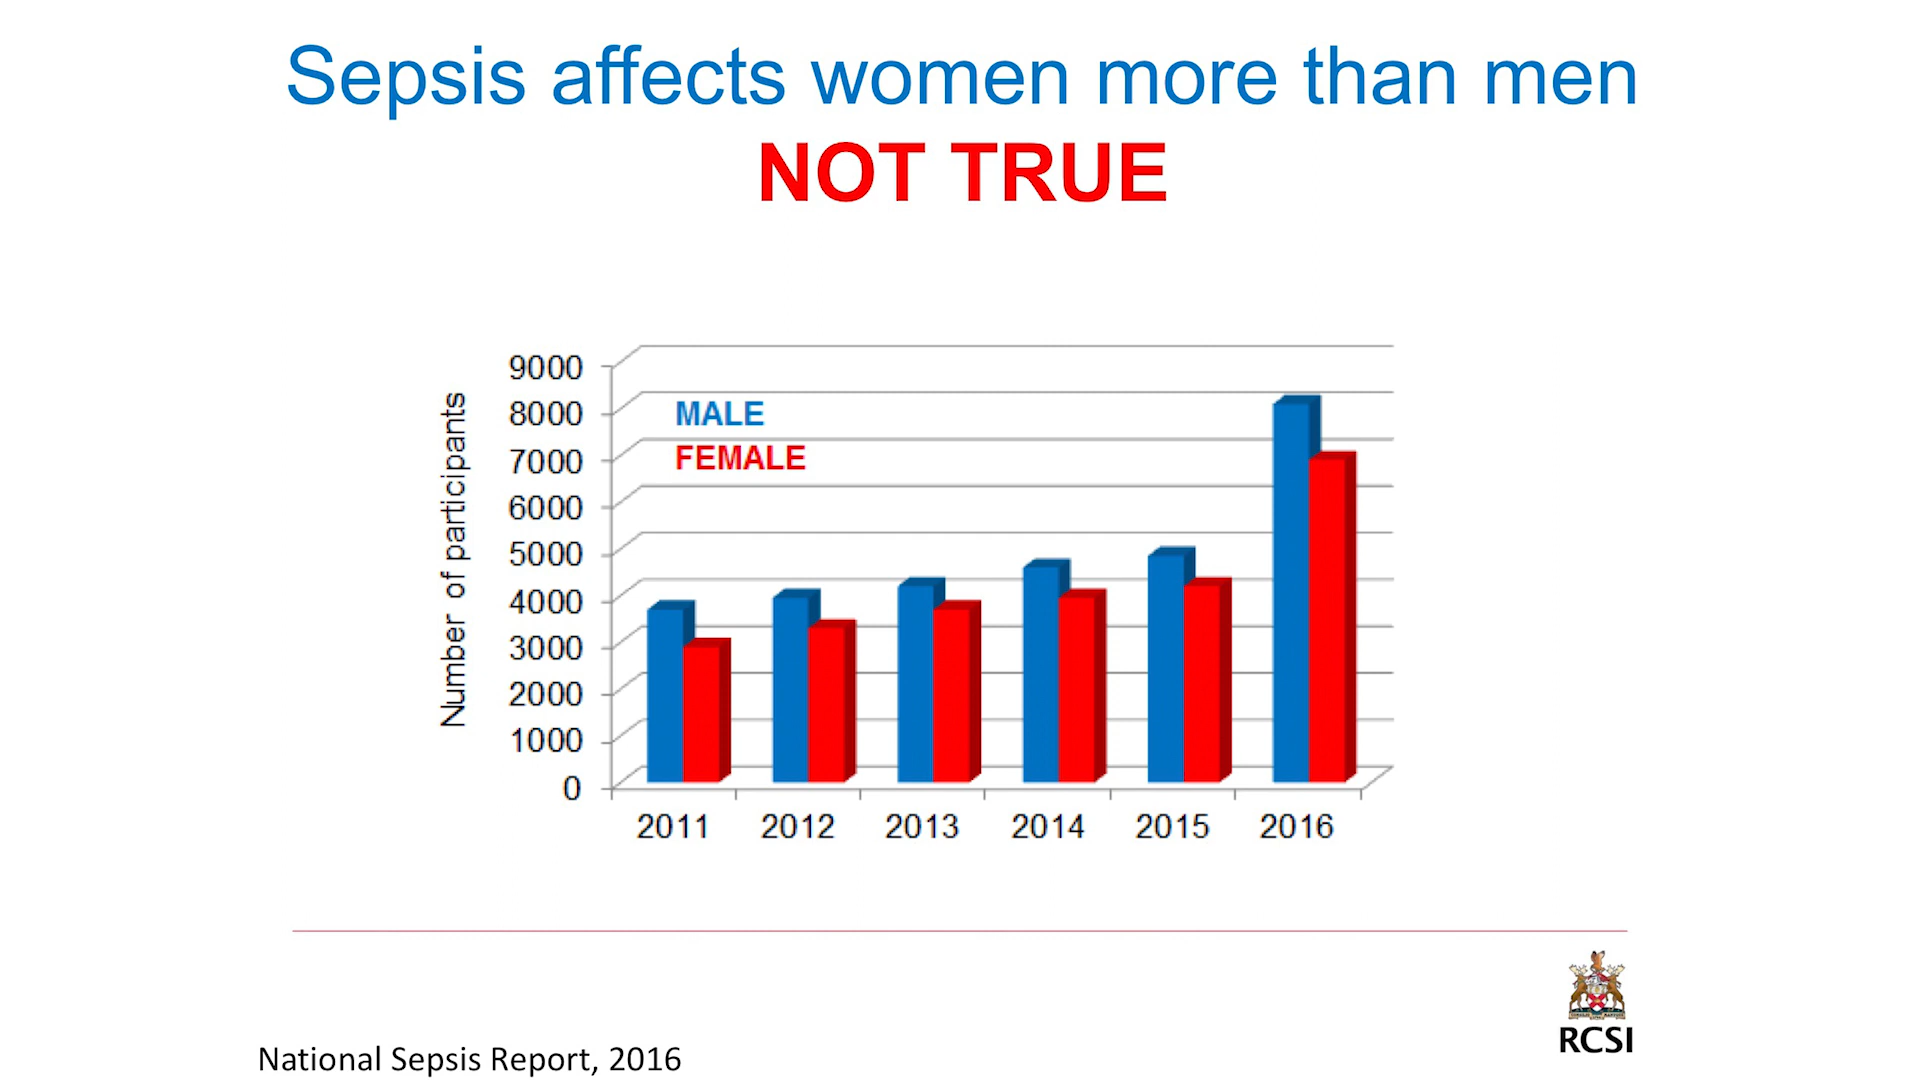 Sepsis affects women more than men
NOT TRUE
Number of participants
9000
8000
7000
6000
5000
4000
3000
2000
1000
0
MALE
FEMALE
2011 2012 2013 2014 2015 2016
RCSI
National Sepsis Report, 2016